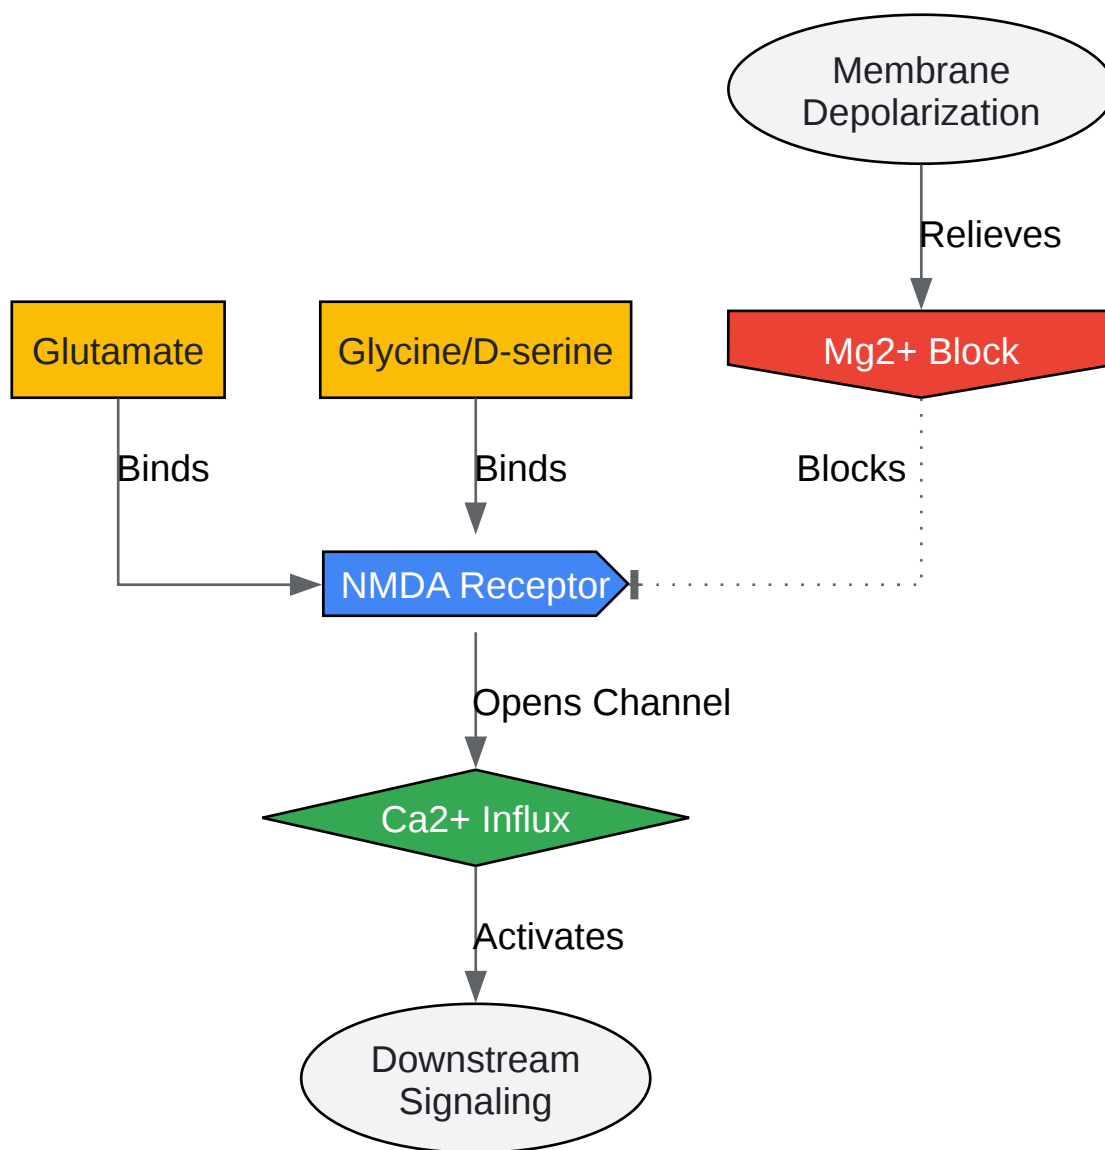 Membrane
Depolarization
Relieves
Glutamate
Glycine/D-serine
Mg2+ Block
Binds
Binds
Blocks
NMDA Receptor
Opens Channel
Ca2+ Influx
Activates
Downstream
Signaling